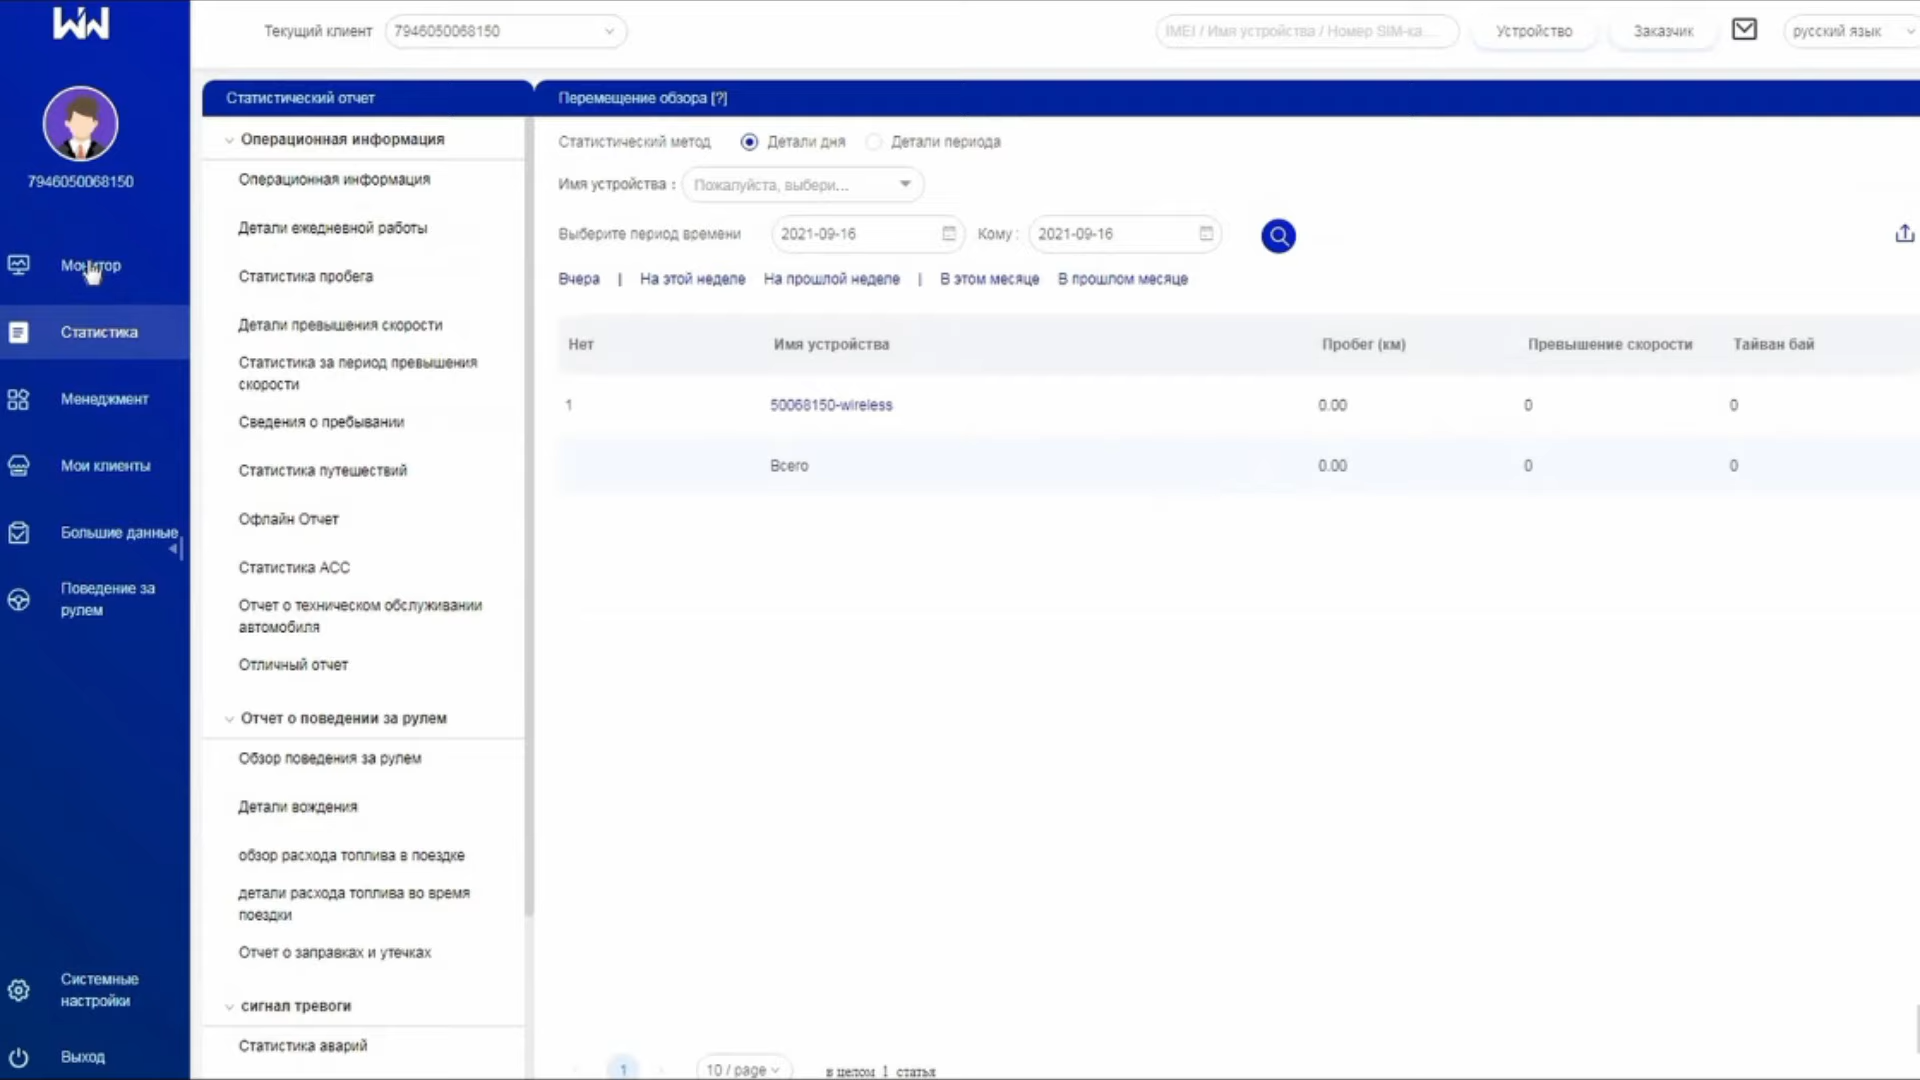 WW
Текущий клиент
7946050068150
IMEI / Имя устройства / Номер SIM-ка...
Устройство
Заказчик
русский язык
7946050068150
Монитор
Статистика
Менеджмент
Мои клиенты
Большие данные
Поведение за
рулем
Системные
настройки
Выход
Статистический отчет
Операционная информация
Операционная информация
Детали ежедневной работы
Статистика пробега
Детали превышения скорости
Статистика за период превышения
скорости
Сведения о пребывании
Статистика путешествий
Офлайн Отчет
Статистика ACC
Отчет о техническом обслуживании
автомобиля
Отличный отчет
Отчет о поведении за рулем
Обзор поведения за рулем
Детали вождения
обзор расхода топлива в поездке
детали расхода топлива во время
поездки
Отчет о заправках и утечках
сигнал тревоги
Статистика аварий
Перемещение обзора [?]
Статистический метод Детали дня Детали периода
Имя устройства : Пожалуйста, выбери...
Выберите период времени 2021-09-16 Кому : 2021-09-16
Вчера | На этой неделе На прошлой неделе | В этом месяце В прошлом месяце
Нет Имя устройства Пробег (км) Превышение скорости Тайван бай
1 50068150-wireless 0.00 0 0
Всего 0.00 0 0
1 10 / page в целом 1 статья